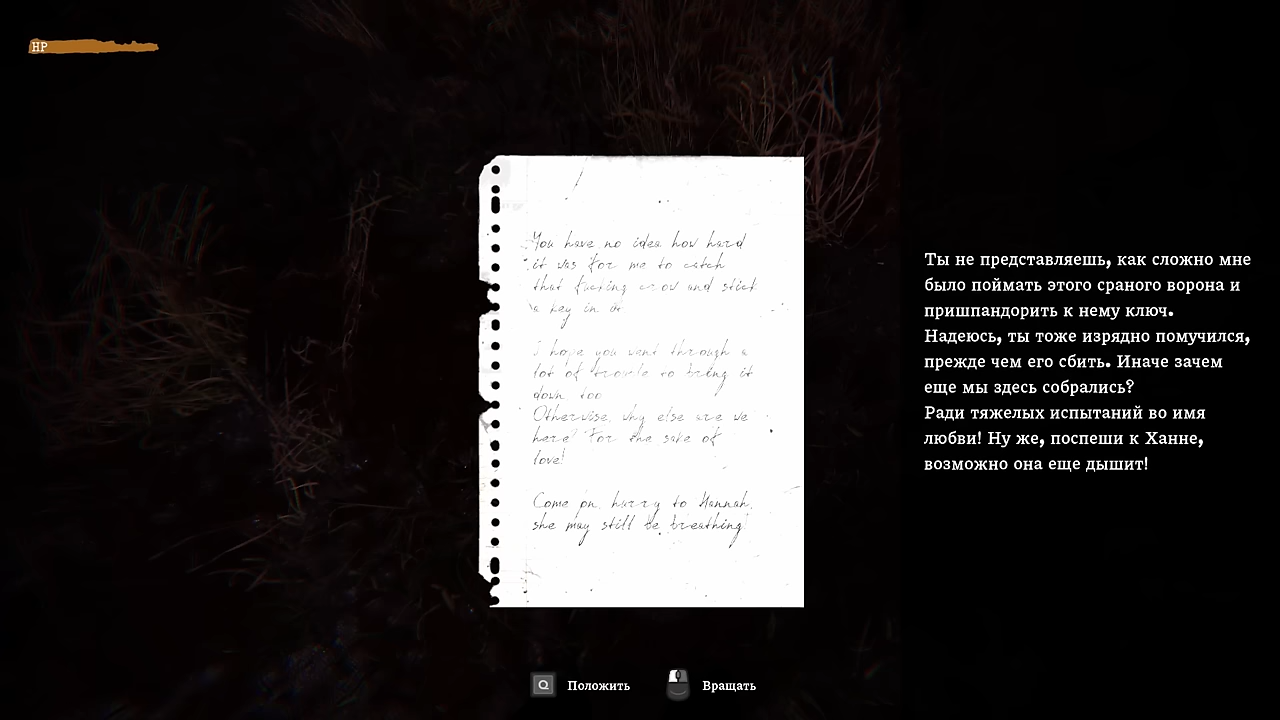 HP
You have no idea how hard
it was for me to catch
that fucking crow and stick
a key in it
I hope you went through a
lot of trouble to bring it
down too
Otherwise, why else are we
here? For the sake of
love!
Come on, hurry to Hannah,
she may still be breathing!
Ты не представляешь, как сложно мне
было поймать этого сраного ворона и
пришпандорить к нему ключ.
Надеюсь, ты тоже изрядно помучился,
прежде чем его сбить. Иначе зачем
еще мы здесь собрались?
Ради тяжелых испытаний во имя
любви! Ну же, поспеши к Ханне,
возможно она еще дышит!
Q Положить
Вращать